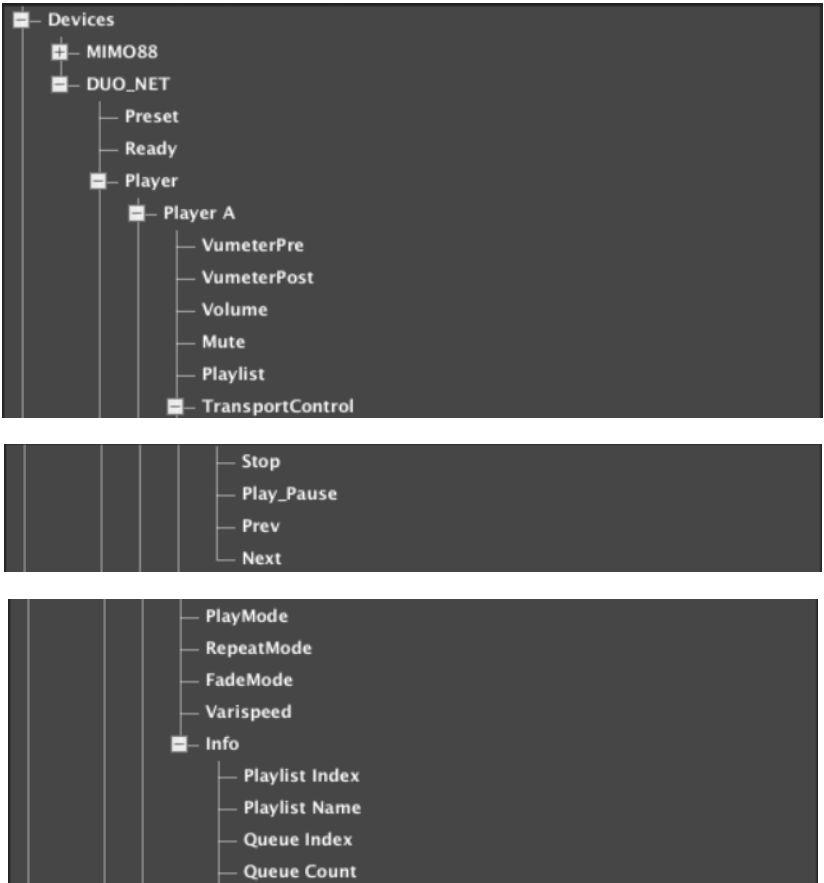 Devices
MIMO88
DUO_NET
Preset
Ready
Player
Player A
VumeterPre
VumeterPost
Volume
Mute
Playlist
TransportControl
Stop
Play_Pause
Prev
Next
PlayMode
RepeatMode
FadeMode
Varispeed
Info
Playlist Index
Playlist Name
Queue Index
Queue Count